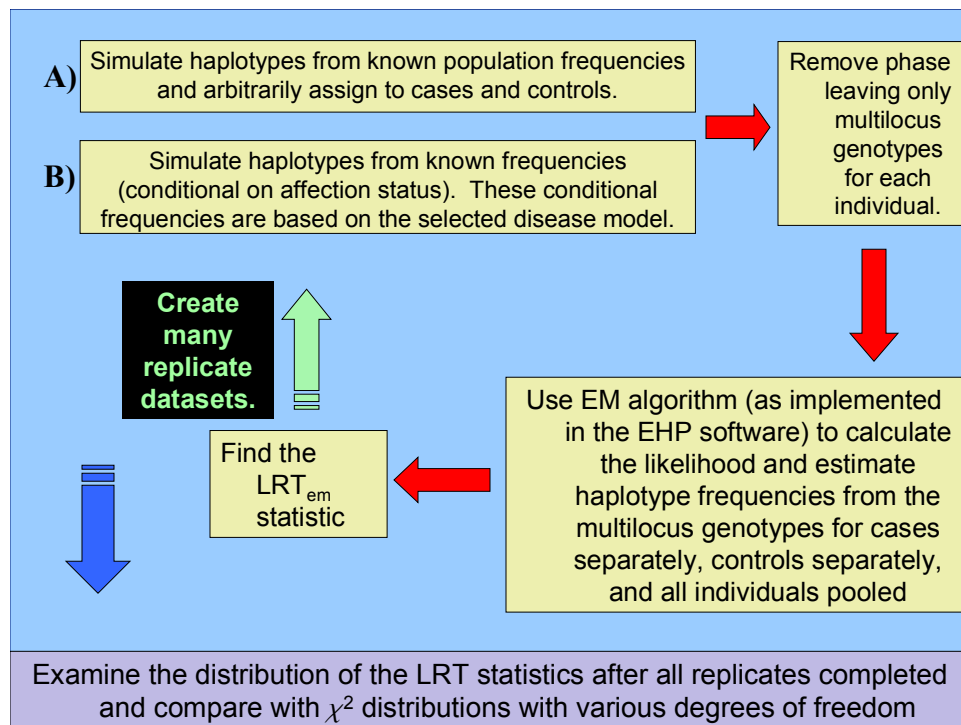 A)
Simulate haplotypes from known population frequencies
and arbitrarily assign to cases and controls.
B)
Simulate haplotypes from known frequencies
(conditional on affection status). These conditional
frequencies are based on the selected disease model.
Remove phase
leaving only
multilocus
genotypes
for each
individual.
Create
many
replicate
datasets.
Use EM algorithm (as implemented
in the EHP software) to calculate
the likelihood and estimate
haplotype frequencies from the
multilocus genotypes for cases
separately, controls separately,
and all individuals pooled
Find the
LRTem
statistic
Examine the distribution of the LRT statistics after all replicates completed
and compare with χ² distributions with various degrees of freedom